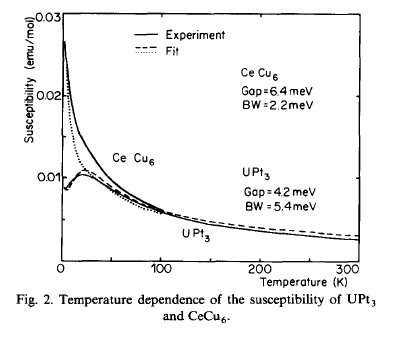 0.03
Susceptibility (emu/mol)
Experiment
Fit
Ce Cu6
Gap=6.4 meV
BW=2.2meV
0.02
Ce Cu6
UPt3
Gap=4.2 meV
BW=5.4 meV
0.01
UPt3
0
100
200
300
Temperature (K)
Fig. 2. Temperature dependence of the susceptibility of UPt3
and CeCu6.